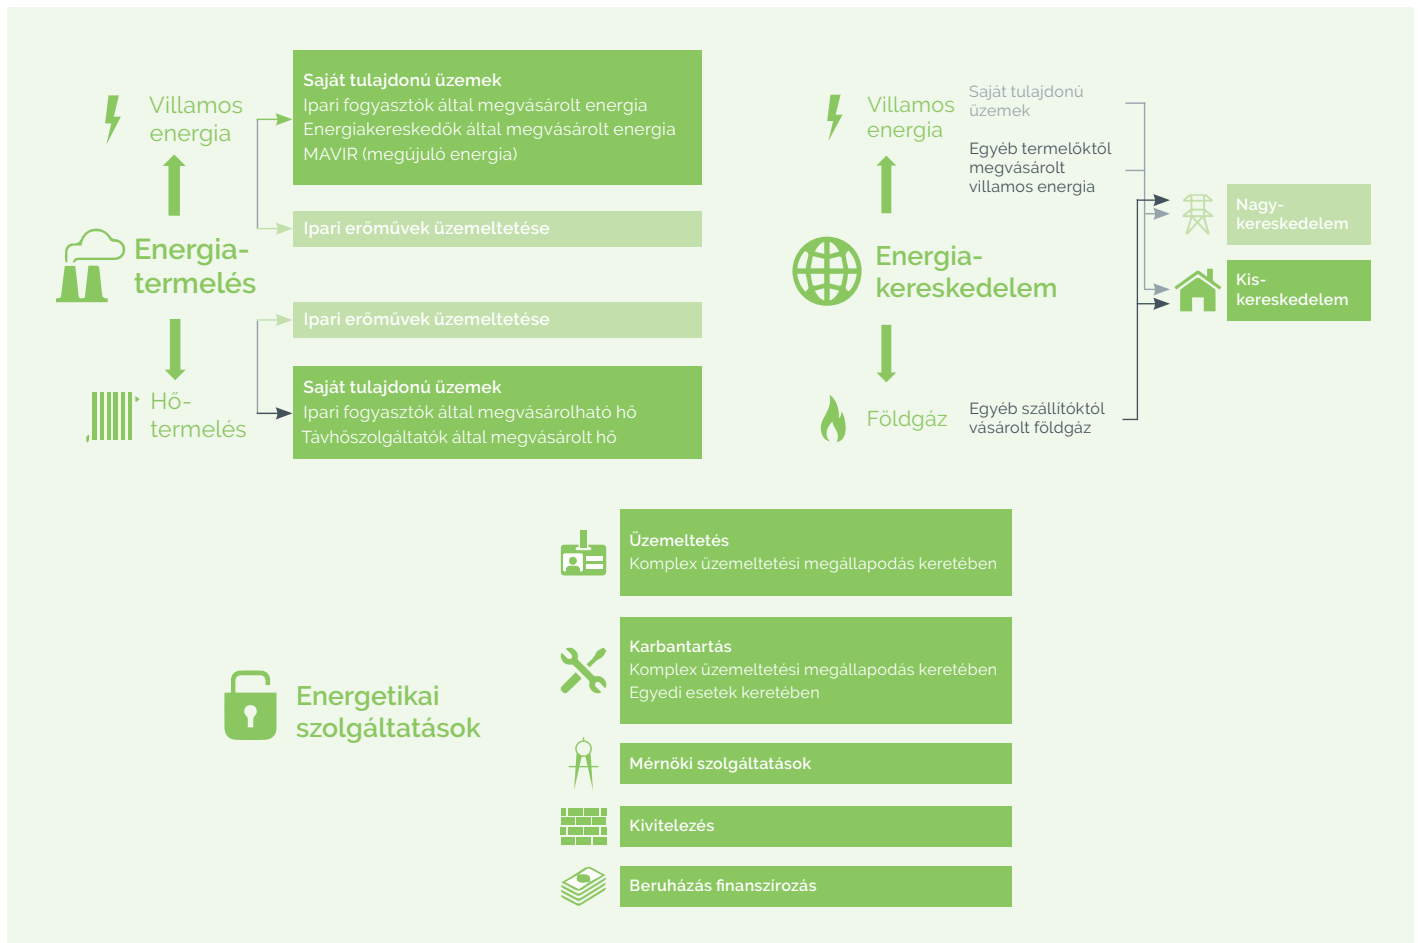 Villamos
energia
Saját tulajdonú üzemek
Ipari fogyasztók által megvásárolt energia
Energiakereskedők által megvásárolt energia
MAVIR (megújuló energia)
Ipari erőművek üzemeltetése
Energia-
termelés
Ipari erőművek üzemeltetése
Hő-
termelés
Saját tulajdonú üzemek
Ipari fogyasztók által megvásárolható hő
Távhőszolgáltatók által megvásárolt hő
Villamos
energia
Saját tulajdonú
üzemek
Egyéb termelőktől
megvásárolt
villamos energia
Energia-
kereskedelem
Nagy-
kereskedelem
Kis-
kereskedelem
Földgáz
Egyéb szállítóktól
vásárolt földgáz
Energetikai
szolgáltatások
Üzemeltetés
Komplex üzemeltetési megállapodás keretében
Karbantartás
Komplex üzemeltetési megállapodás keretében
Egyedi esetek keretében
Mérnöki szolgáltatások
Kivitelezés
Beruházás finanszírozás